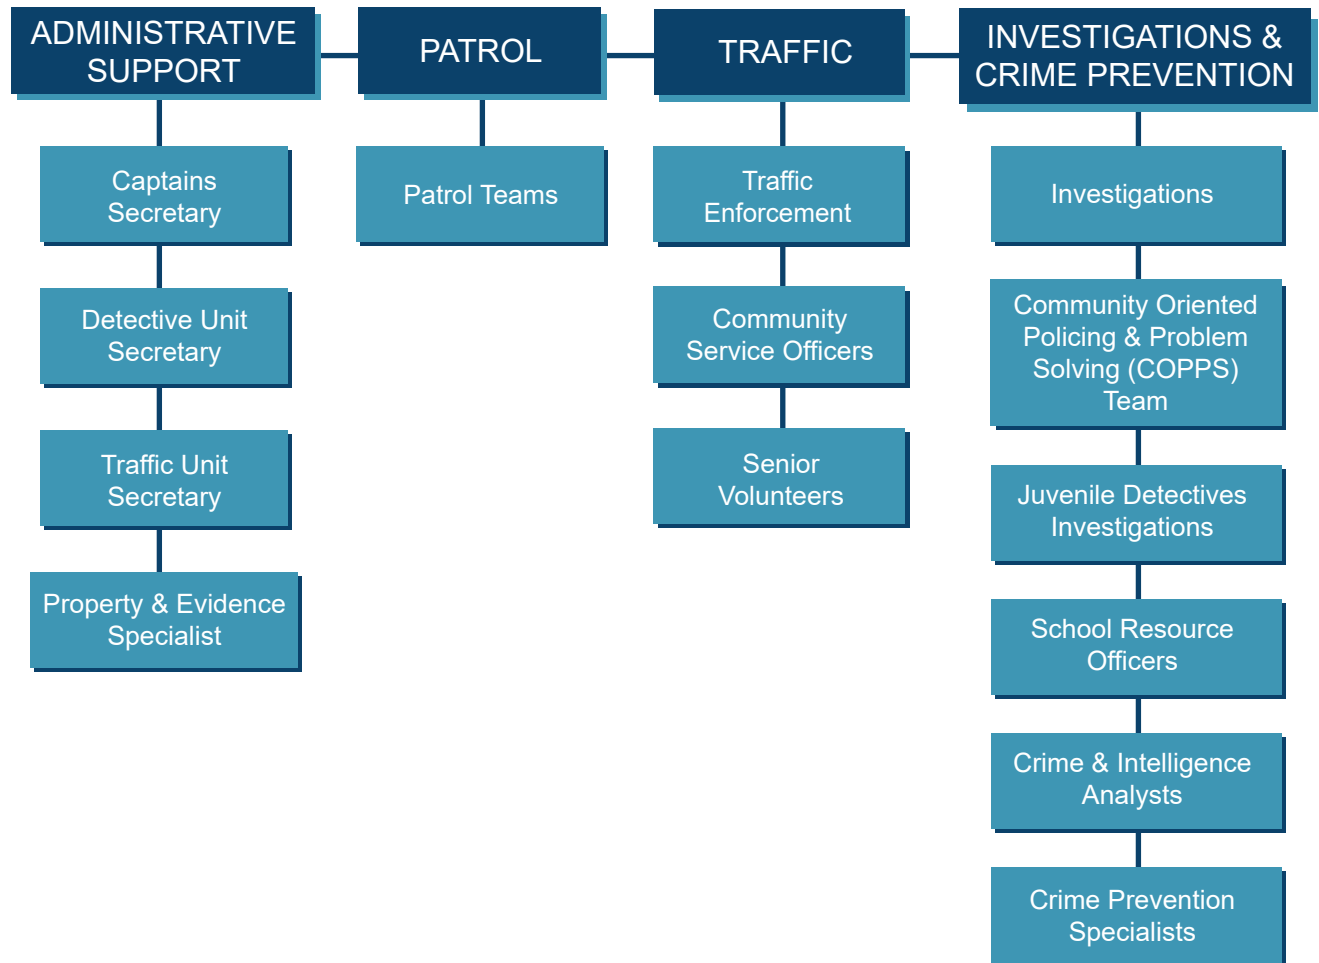 ADMINISTRATIVE
SUPPORT
PATROL
TRAFFIC
INVESTIGATIONS &
CRIME PREVENTION
Captains
Secretary
Detective Unit
Secretary
Traffic Unit
Secretary
Property & Evidence
Specialist
Patrol Teams
Traffic
Enforcement
Community
Service Officers
Senior
Volunteers
Investigations
Community Oriented
Policing & Problem
Solving (COPPS)
Team
Juvenile Detectives
Investigations
School Resource
Officers
Crime & Intelligence
Analysts
Crime Prevention
Specialists